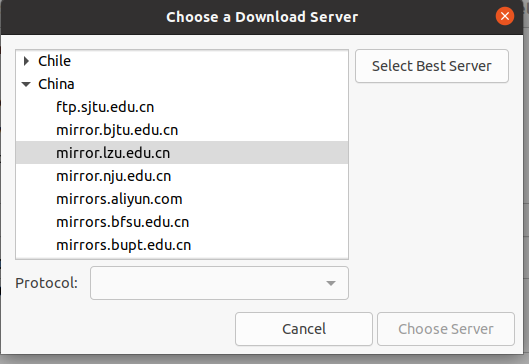 Choose a Download Server
Chile
Select Best Server
China
ftp.sjtu.edu.cn
mirror.bjtu.edu.cn
mirror.lzu.edu.cn
mirror.nju.edu.cn
mirrors.aliyun.com
mirrors.bfsu.edu.cn
mirrors.bupt.edu.cn
Protocol:
Cancel
Choose Server